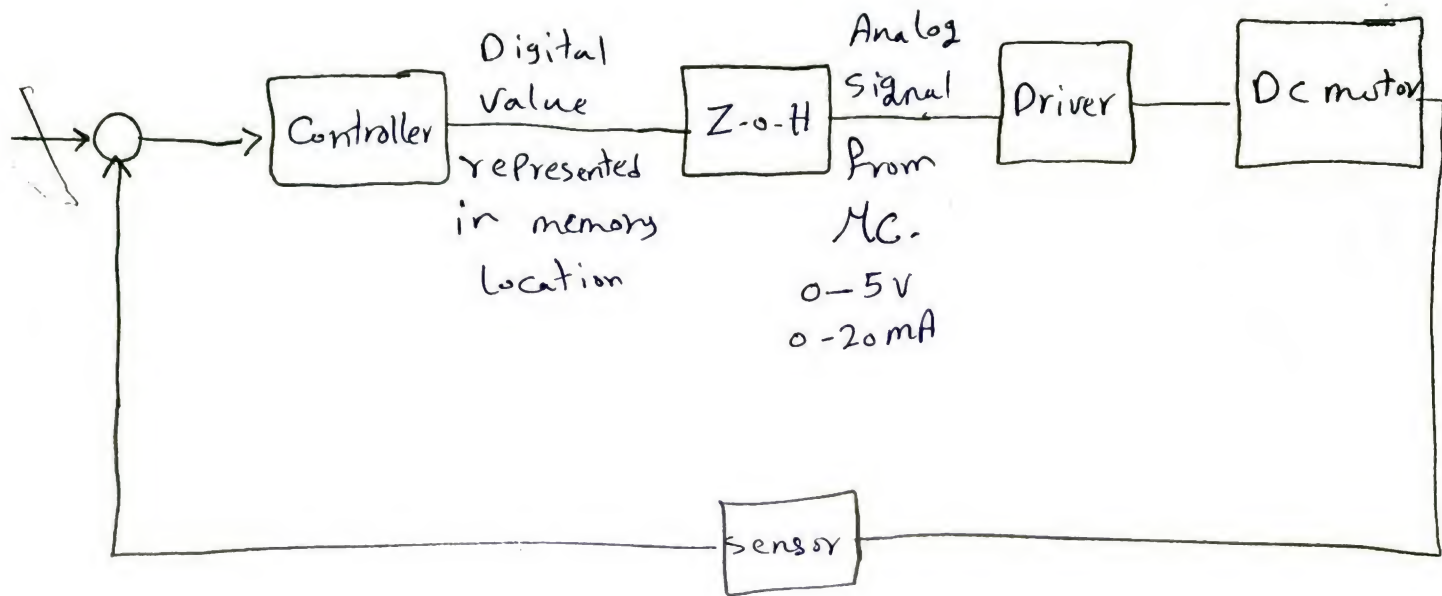 Controller
Digital
Value
represented
in memory
Location
Z-o-H
Analog
Signal
From
MC.
0-5V
0-20mA
Driver
Dc motor
Sensor